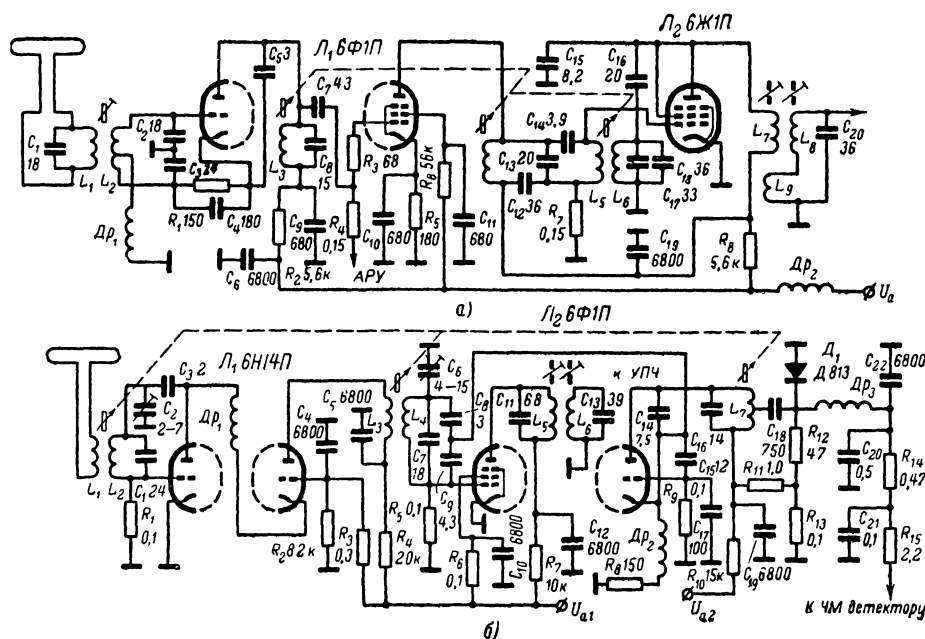 Л₁ 6Ф1П
Л₂ 6Ж1П
C₁ 18
L₁
L₂
C₂ 18
C₃ 24
R₁ 150
C₄ 180
Др₁
C₅ 3
C₆ 6800
L₃
C₇ 43
C₈ 15
C₉ 680
R₂ 5,6к
R₃ 68
R₄ 0,15
АРУ
C₁₀ 680
R₅ 180
R₆ 56к
C₁₁ 680
C₁₂ 36
C₁₃ 20
C₁₄ 3,9
R₇ 0,15
L₅
L₆
C₁₅ 8,2
C₁₆ 20
C₁₈ 36
C₁₇ 33
C₁₉ 6800
L₇
L₈
L₉
C₂₀ 36
R₈ 5,6к
Др₂
Uₐ
а)
Л₁ 6Н14П
Л₂ 6Ф1П
L₁
L₂
C₁ 24
C₂ 2–7
C₃ 2
R₁ 0,1
Др₁
R₂ 82к
C₄ 6800
C₅ 6800
R₃ 0,3
L₃
R₄ 20к
R₅ 0,1
L₄
C₆ 4–15
C₇ 18
C₈ 3
C₉ 4,3
R₆ 0,1
C₁₀ 6800
C₁₁ 68
L₅
R₇ 10к
C₁₂ 6800
Uₐ₁
L₆
C₁₃ 39
к УПЧ
C₁₄ 7,5
C₁₅ 12
C₁₆ 14
R₈ 150
Др₂
R₉ 0,1
C₁₇ 100
R₁₀ 15к
Uₐ₂
L₇
C₁₈ 750
C₁₉ 6800
R₁₁ 1,0
R₁₂ 47
R₁₃ 0,1
Д₁ Д813
Др₃
C₂₂ 6800
C₂₀ 0,5
R₁₄ 0,47
C₂₁ 0,1
R₁₅ 2,2
К ЧМ детектору
б)